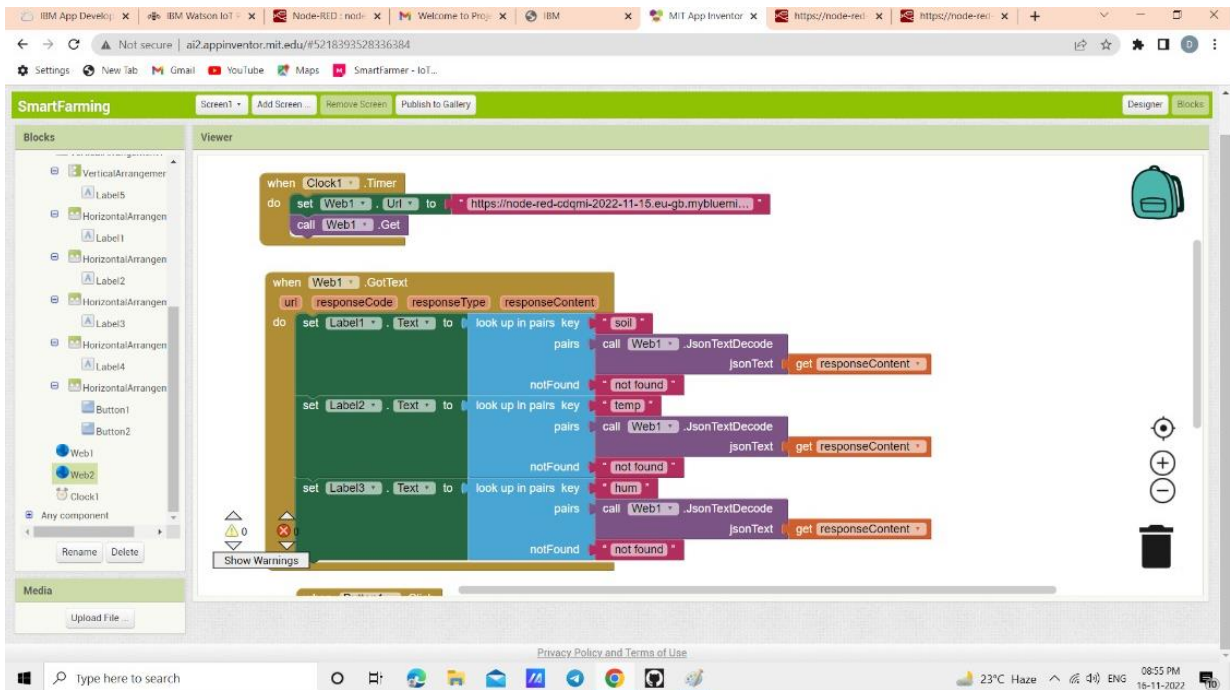 IBM App Develop
IBM Watson IoT P
Node-RED : node
Welcome to Proje
IBM
MIT App Inventor
https://node-red
https://node-red
Not secure | ai2.appinventor.mit.edu/#5218393528336384
D
Settings New Tab Gmail YouTube Maps SmartFarmer - IoT...
SmartFarming
Screen1 Add Screen ... Remove Screen Publish to Gallery
Designer Blocks
Blocks
Viewer
VerticalArrangemer
Label5
HorizontalArrangen
Label1
HorizontalArrangen
Label2
HorizontalArrangen
Label3
HorizontalArrangen
Label4
HorizontalArrangen
Button1
Button2
Web1
Web2
Clock1
Any component
Rename Delete
Media
Upload File ...
when Clock1 .Timer
do set Web1 . Url to " https://node-red-cdqmi-2022-11-15.eu-gb.mybluemi... "
call Web1 .Get
when Web1 .GotText
url responseCode responseType responseContent
do set Label1 . Text to look up in pairs key " soil "
pairs call Web1 .JsonTextDecode
jsonText get responseContent
notFound " not found "
set Label2 . Text to look up in pairs key " temp "
pairs call Web1 .JsonTextDecode
jsonText get responseContent
notFound " not found "
set Label3 . Text to look up in pairs key " hum "
pairs call Web1 .JsonTextDecode
jsonText get responseContent
notFound " not found "
0 0
Show Warnings
Privacy Policy and Terms of Use
Type here to search
23°C Haze ENG
08:55 PM
16-11-2022